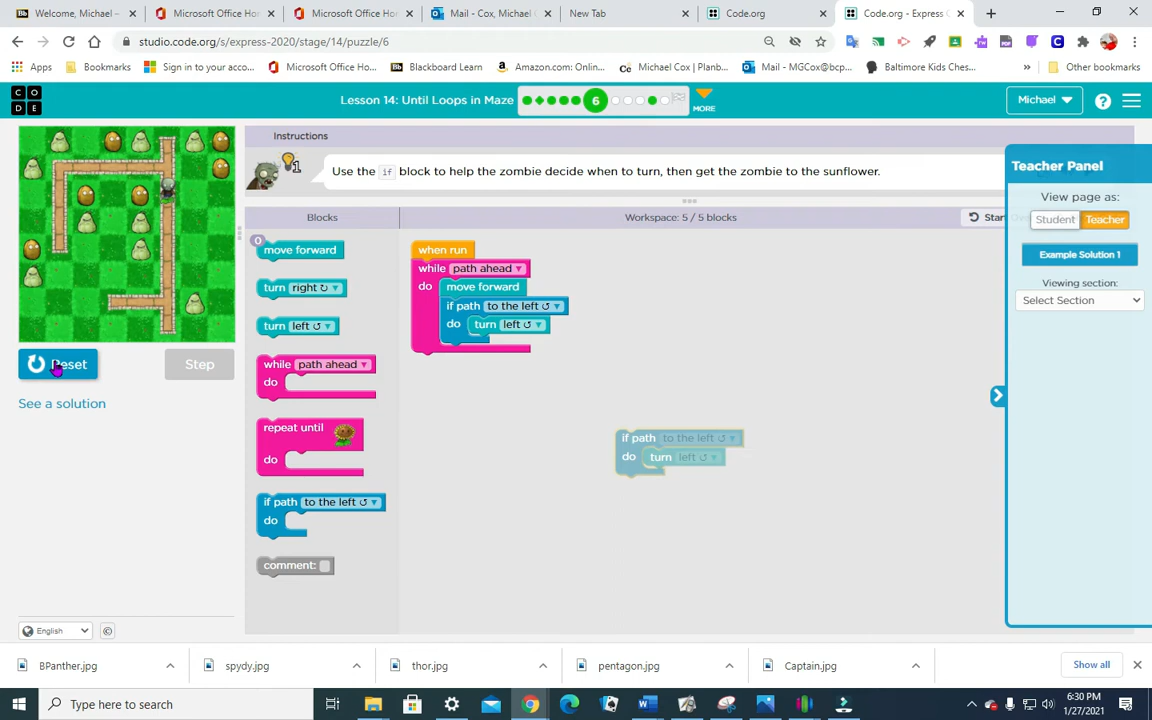 Welcome, Michael –
Microsoft Office Hom
Microsoft Office Hom
Mail - Cox, Michael
New Tab
Code.org
Code.org - Express C
studio.code.org/s/express-2020/stage/14/puzzle/6
Apps
Bookmarks
Sign in to your acco...
Microsoft Office Ho...
Blackboard Learn
Amazon.com: Onlin...
Michael Cox | Planb...
Mail - MGCox@bcp...
Baltimore Kids Ches...
Other bookmarks
C O
D E
Lesson 14: Until Loops in Maze
6
MORE
Michael
Instructions
1
Use the if block to help the zombie decide when to turn, then get the zombie to the sunflower.
Blocks
Workspace: 5 / 5 blocks
Star
Teacher Panel
View page as:
Student
Teacher
Example Solution 1
Viewing section:
Select Section
0
move forward
turn right
turn left
while path ahead
do
repeat until
do
if path to the left
do
comment:
when run
while path ahead
do move forward
if path to the left
do turn left
if path to the left
do turn left
Reset
Step
See a solution
English
BPanther.jpg
spydy.jpg
thor.jpg
pentagon.jpg
Captain.jpg
Show all
Type here to search
6:30 PM
1/27/2021